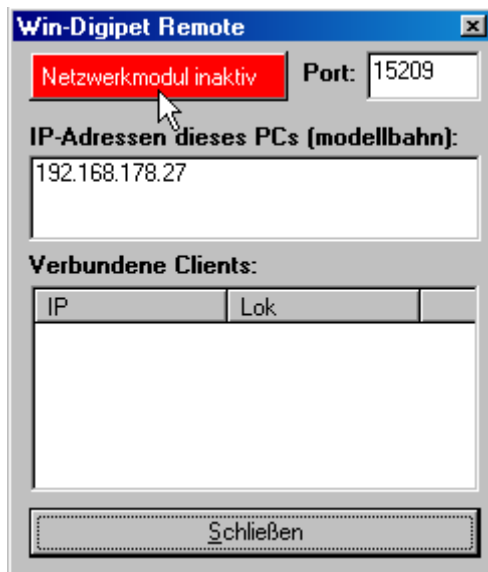 Win-Digipet Remote
Netzwerkmodul inaktiv Port: 15209
IP-Adressen dieses PCs (modellbahn):
192.168.178.27
Verbundene Clients:
IP Lok
Schließen